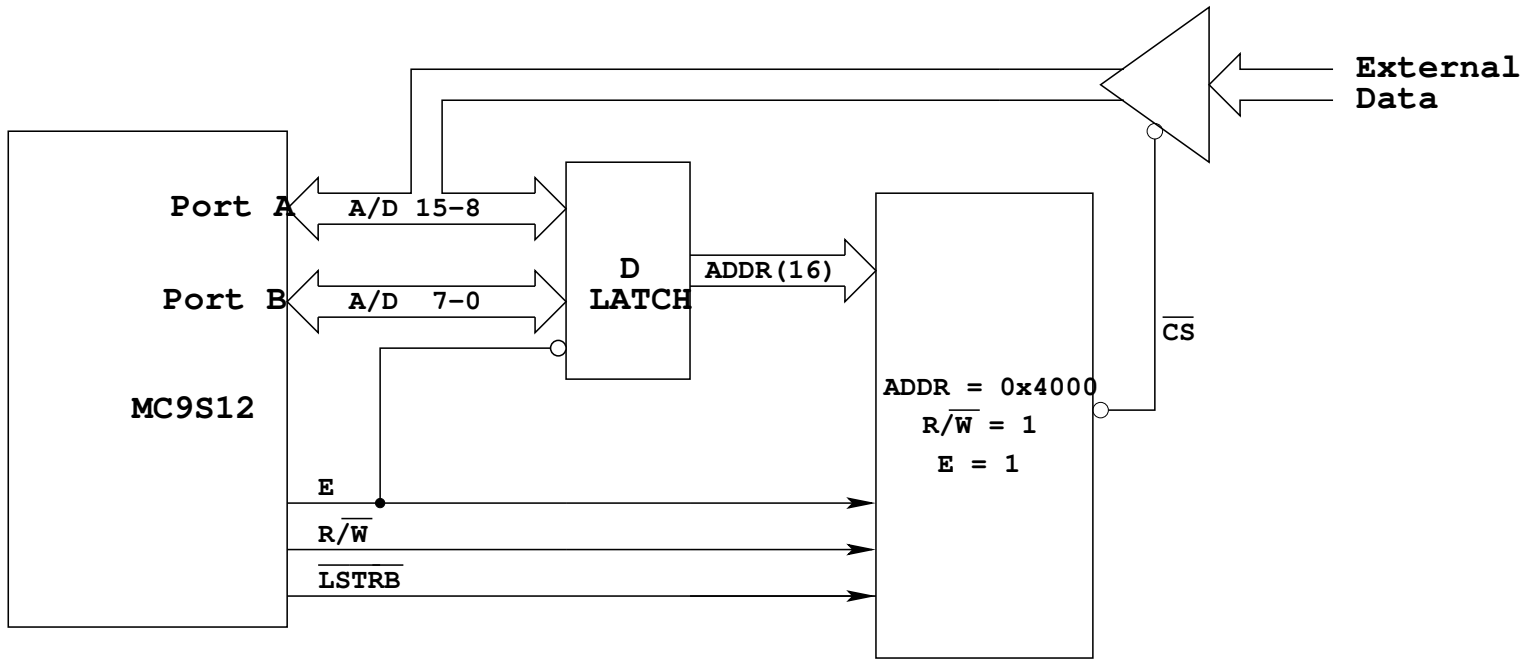 External
Data
Port A
A/D 15-8
D
LATCH
ADDR(16)
Port B
A/D 7-0
CS
ADDR = 0x4000
MC9S12
R/W = 1
E = 1
E
R/W
LSTRB